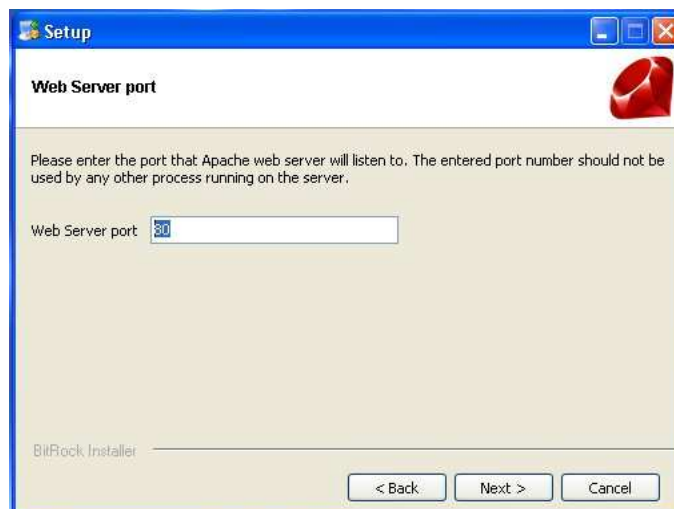 Setup
Web Server port
Please enter the port that Apache web server will listen to. The entered port number should not be
used by any other process running on the server.
Web Server port 80
BitRock Installer
< Back Next > Cancel